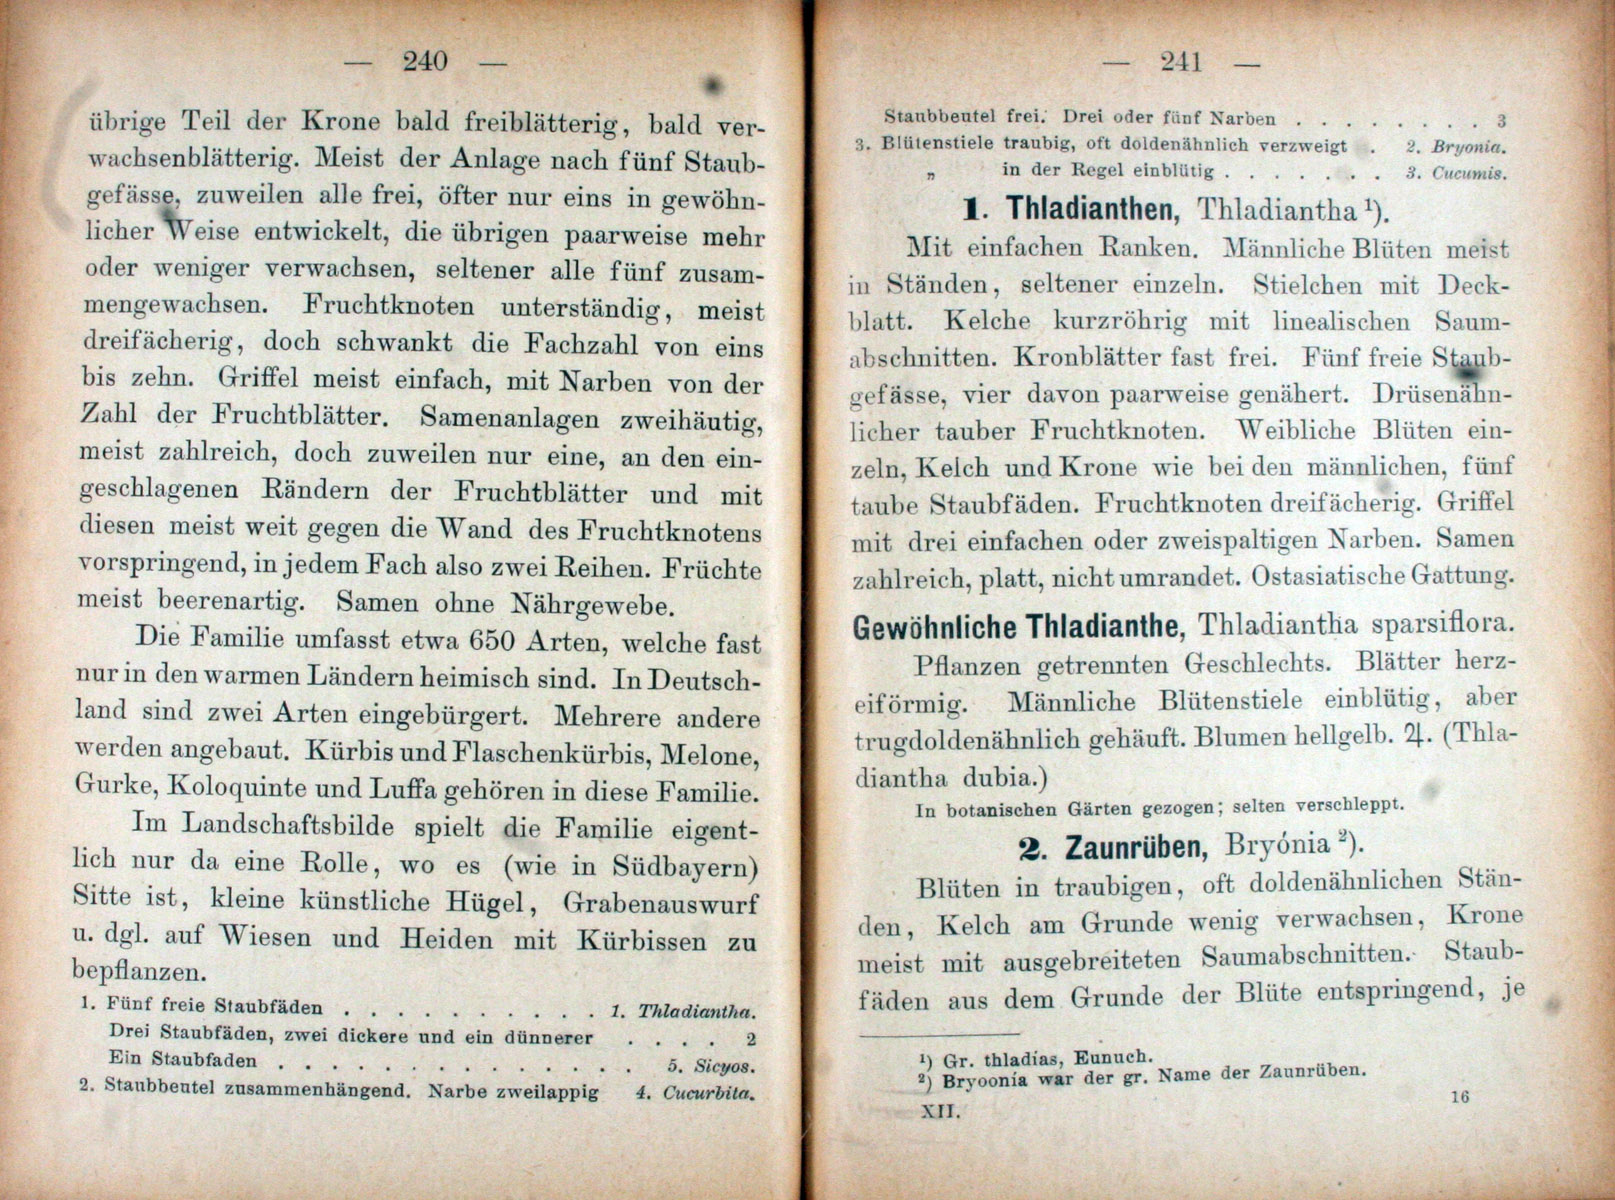 — 240 —
übrige Teil der Krone bald freiblätterig, bald ver-
wachsenblätterig. Meist der Anlage nach fünf Staub-
gefässe, zuweilen alle frei, öfter nur eins in gewöhn-
licher Weise entwickelt, die übrigen paarweise mehr
oder weniger verwachsen, seltener alle fünf zusam-
mengewachsen. Fruchtknoten unterständig, meist
dreifächerig, doch schwankt die Fachzahl von eins
bis zehn. Griffel meist einfach, mit Narben von der
Zahl der Fruchtblätter. Samenanlagen zweihäutig,
meist zahlreich, doch zuweilen nur eine, an den ein-
geschlagenen Rändern der Fruchtblätter und mit
diesen meist weit gegen die Wand des Fruchtknotens
vorspringend, in jedem Fach also zwei Reihen. Früchte
meist beerenartig. Samen ohne Nährgewebe.
Die Familie umfasst etwa 650 Arten, welche fast
nur in den warmen Ländern heimisch sind. In Deutsch-
land sind zwei Arten eingebürgert. Mehrere andere
werden angebaut. Kürbis und Flaschenkürbis, Melone,
Gurke, Koloquinte und Luffa gehören in diese Familie.
Im Landschaftsbilde spielt die Familie eigent-
lich nur da eine Rolle, wo es (wie in Südbayern)
Sitte ist, kleine künstliche Hügel, Grabenauswurf
u. dgl. auf Wiesen und Heiden mit Kürbissen zu
bepflanzen.
1. Fünf freie Staubfäden . . . . . . . . . . . 1. Thladiantha.
Drei Staubfäden, zwei dickere und ein dünnerer . . . . 2
Ein Staubfaden . . . . . . . . . . . . . . 5. Sicyos.
2. Staubbeutel zusammenhängend. Narbe zweilappig 4. Cucurbita.
— 241 —
Staubbeutel frei. Drei oder fünf Narben . . . . . . . . 3
3. Blütenstiele traubig, oft doldenähnlich verzweigt . 2. Bryonia.
„ in der Regel einblütig . . . . . . . 3. Cucumis.
1. Thladianthen, Thladiantha ¹).
Mit einfachen Ranken. Männliche Blüten meist
in Ständen, seltener einzeln. Stielchen mit Deck-
blatt. Kelche kurzröhrig mit linealischen Saum-
abschnitten. Kronblätter fast frei. Fünf freie Staub-
gefässe, vier davon paarweise genähert. Drüsenähn-
licher tauber Fruchtknoten. Weibliche Blüten ein-
zeln, Kelch und Krone wie bei den männlichen, fünf
taube Staubfäden. Fruchtknoten dreifächerig. Griffel
mit drei einfachen oder zweispaltigen Narben. Samen
zahlreich, platt, nicht umrandet. Ostasiatische Gattung.
Gewöhnliche Thladianthe, Thladiantha sparsiflora.
Pflanzen getrennten Geschlechts. Blätter herz-
eiförmig. Männliche Blütenstiele einblütig, aber
trugdoldenähnlich gehäuft. Blumen hellgelb. ♃. (Thla-
diantha dubia.)
In botanischen Gärten gezogen; selten verschleppt.
2. Zaunrüben, Bryónia ²).
Blüten in traubigen, oft doldenähnlichen Stän-
den, Kelch am Grunde wenig verwachsen, Krone
meist mit ausgebreiteten Saumabschnitten. Staub-
fäden aus dem Grunde der Blüte entspringend, je
¹) Gr. thladias, Eunuch.
²) Bryoonia war der gr. Name der Zaunrüben.
XII. 16